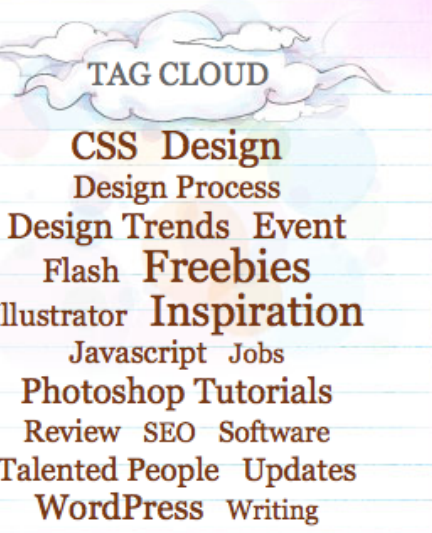 TAG CLOUD
CSS Design
Design Process
Design Trends Event
Flash Freebies
llustrator Inspiration
Javascript Jobs
Photoshop Tutorials
Review SEO Software
Talented People Updates
WordPress Writing